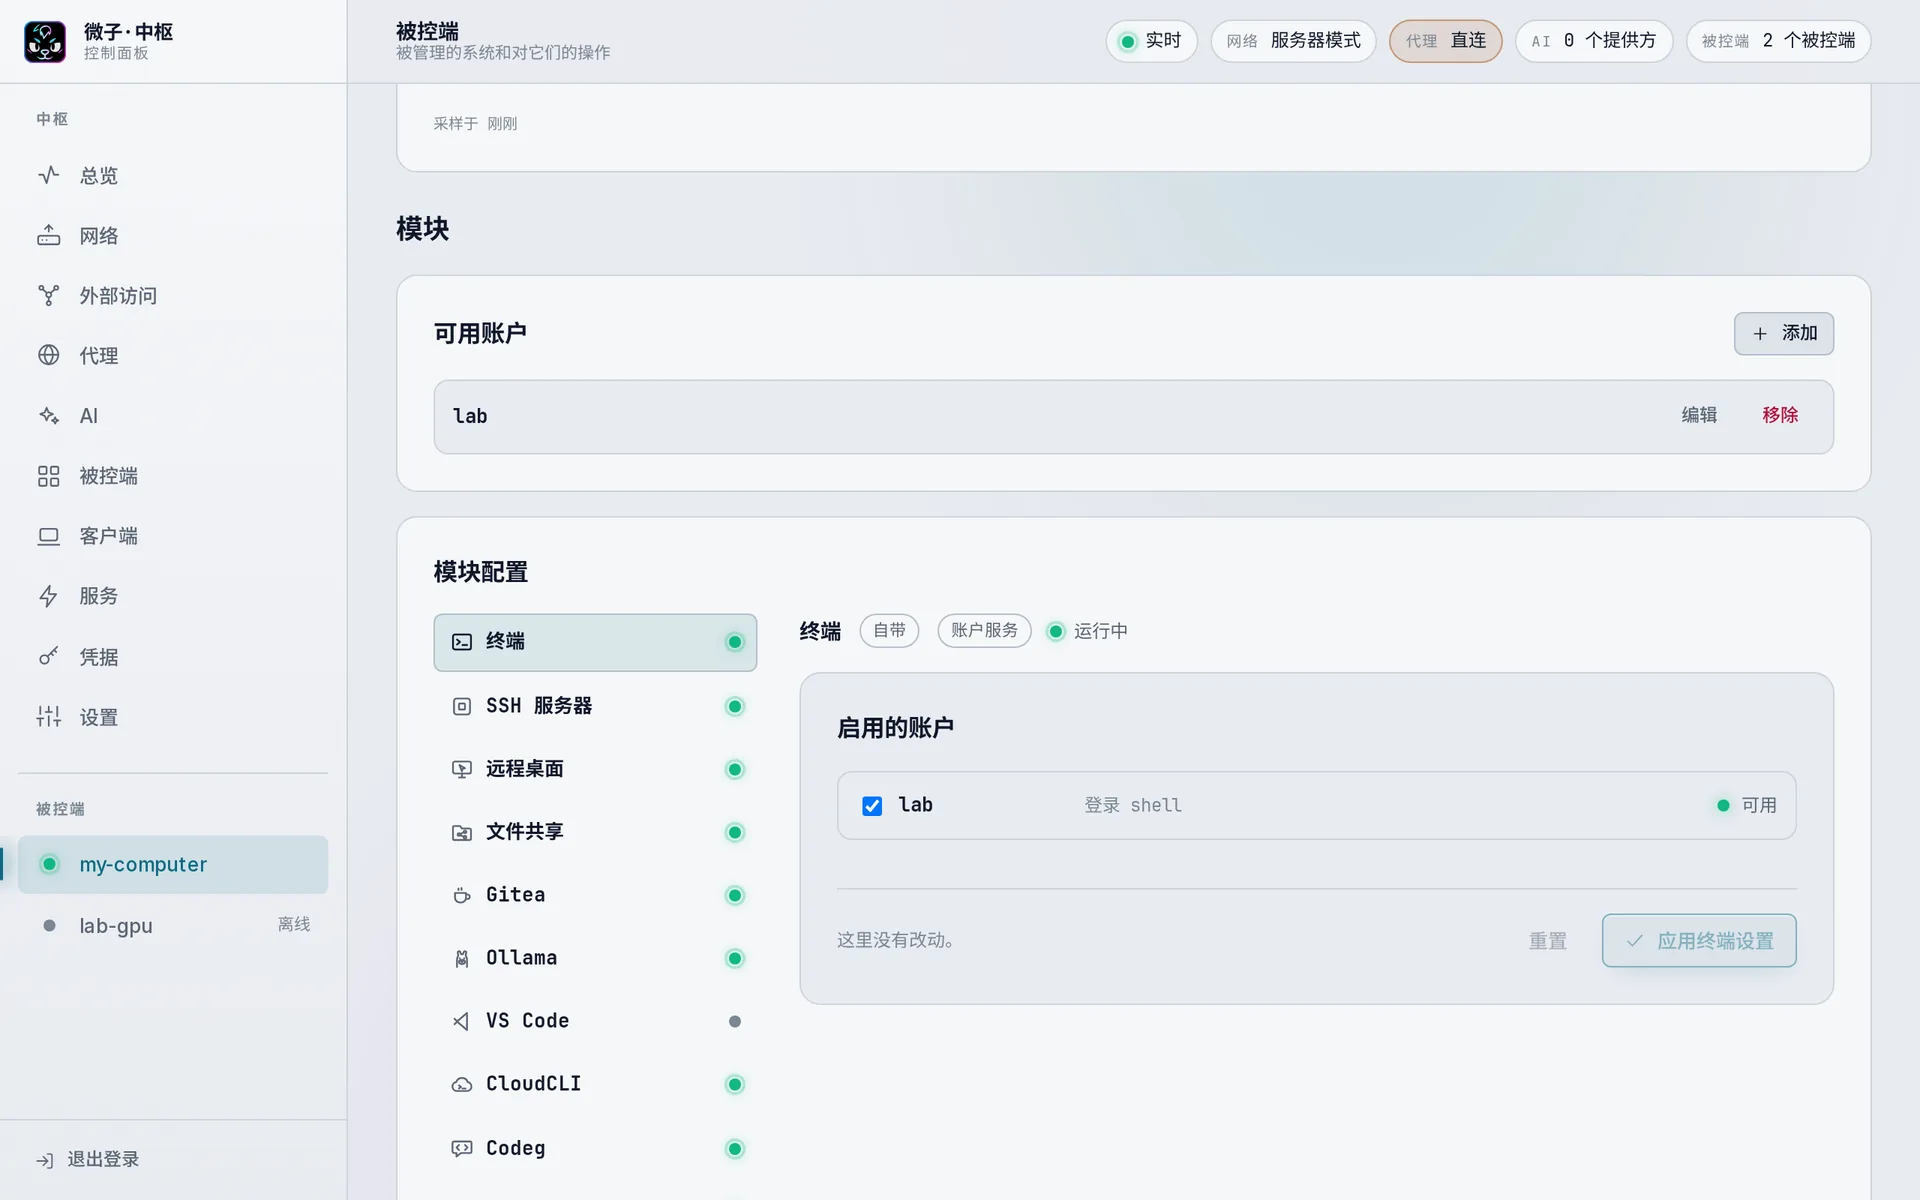 微子·中枢
控制面板
被控端
被管理的系统和对它们的操作
实时
网络 服务器模式
代理 直连
AI 0 个提供方
被控端 2 个被控端
中枢
总览
网络
外部访问
代理
AI
被控端
客户端
服务
凭据
设置
被控端
my-computer
lab-gpu 离线
退出登录
采样于 刚刚
模块
可用账户
添加
lab
编辑
移除
模块配置
终端
SSH 服务器
远程桌面
文件共享
Gitea
Ollama
VS Code
CloudCLI
Codeg
终端 自带 账户服务 运行中
启用的账户
lab 登录 shell 可用
这里没有改动。
重置
应用终端设置